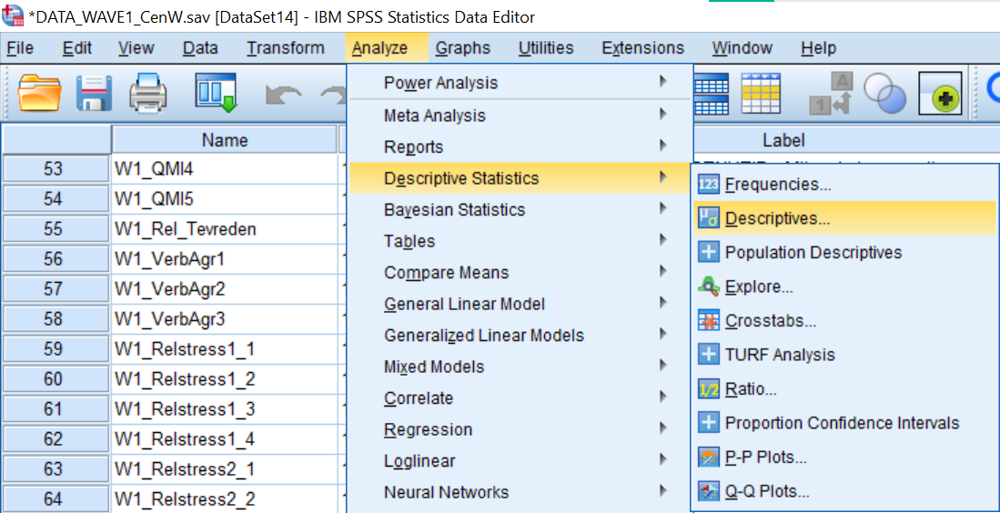 *DATA_WAVE1_CenW.sav [DataSet14] - IBM SPSS Statistics Data Editor
File Edit View Data Transform Analyze Graphs Utilities Extensions Window Help
Name Label
53 W1_QMI4
54 W1_QMI5
55 W1_Rel_Tevreden
56 W1_VerbAgr1
57 W1_VerbAgr2
58 W1_VerbAgr3
59 W1_Relstress1_1
60 W1_Relstress1_2
61 W1_Relstress1_3
62 W1_Relstress1_4
63 W1_Relstress2_1
64 W1_Relstress2_2
Power Analysis
Meta Analysis
Reports
Descriptive Statistics
Bayesian Statistics
Tables
Compare Means
General Linear Model
Generalized Linear Models
Mixed Models
Correlate
Regression
Loglinear
Neural Networks
123 Frequencies...
Descriptives...
Population Descriptives
Explore...
Crosstabs...
TURF Analysis
1/2 Ratio...
Proportion Confidence Intervals
P-P Plots...
Q-Q Plots...